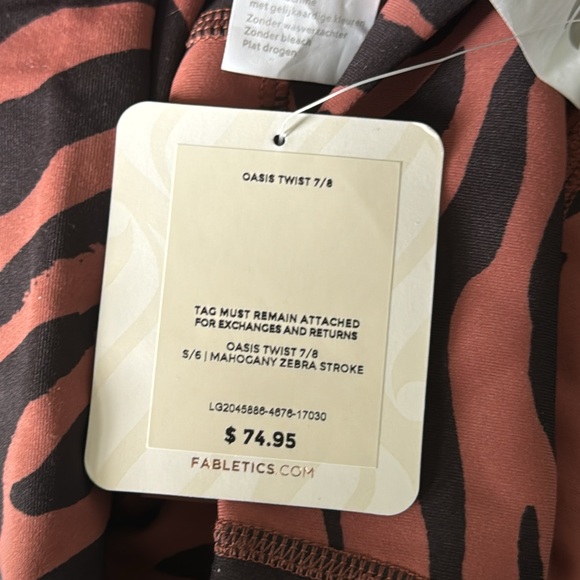 met gelijkaardige kleuren
Zonder wasverzachter
Zonder bleach
Plat drogen
OASIS TWIST 7/8
TAG MUST REMAIN ATTACHED
FOR EXCHANGES AND RETURNS
OASIS TWIST 7/8
S/6 | MAHOGANY ZEBRA STROKE
LG2045886-4676-17030
$ 74.95
FABLETICS.COM